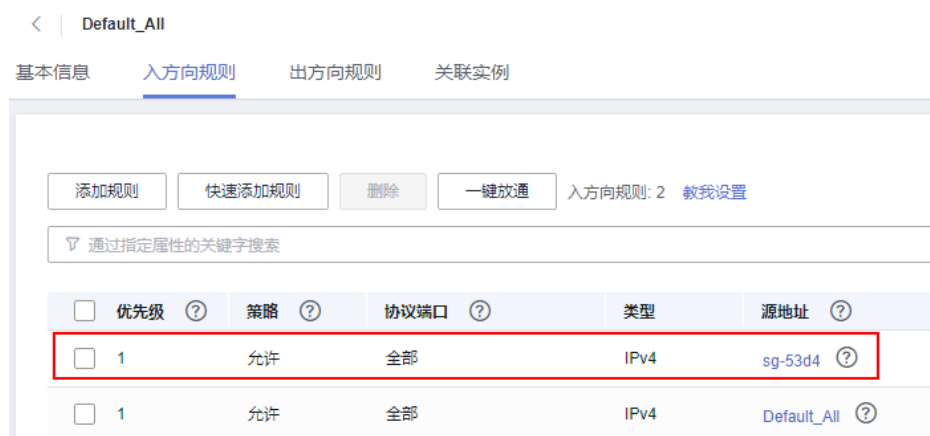 Default_All
基本信息 入方向规则 出方向规则 关联实例
添加规则 快速添加规则 删除 一键放通 入方向规则: 2 教我设置
通过指定属性的关键字搜索
优先级 ? 策略 ? 协议端口 ? 类型 源地址 ?
1 允许 全部 IPv4 sg-53d4 ?
1 允许 全部 IPv4 Default_All ?